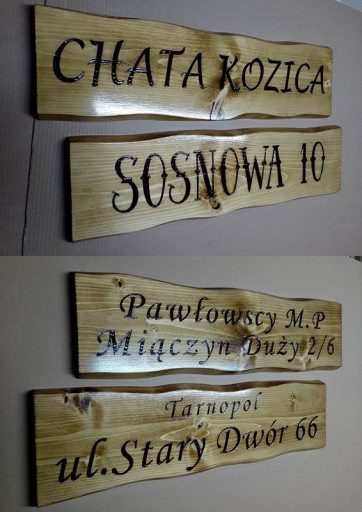 CHATA KOZICA
SOSNOWA 10
Pawłowscy M.P
Miączyn Duży 2/6
Tarnopol
ul.Stary Dwór 66